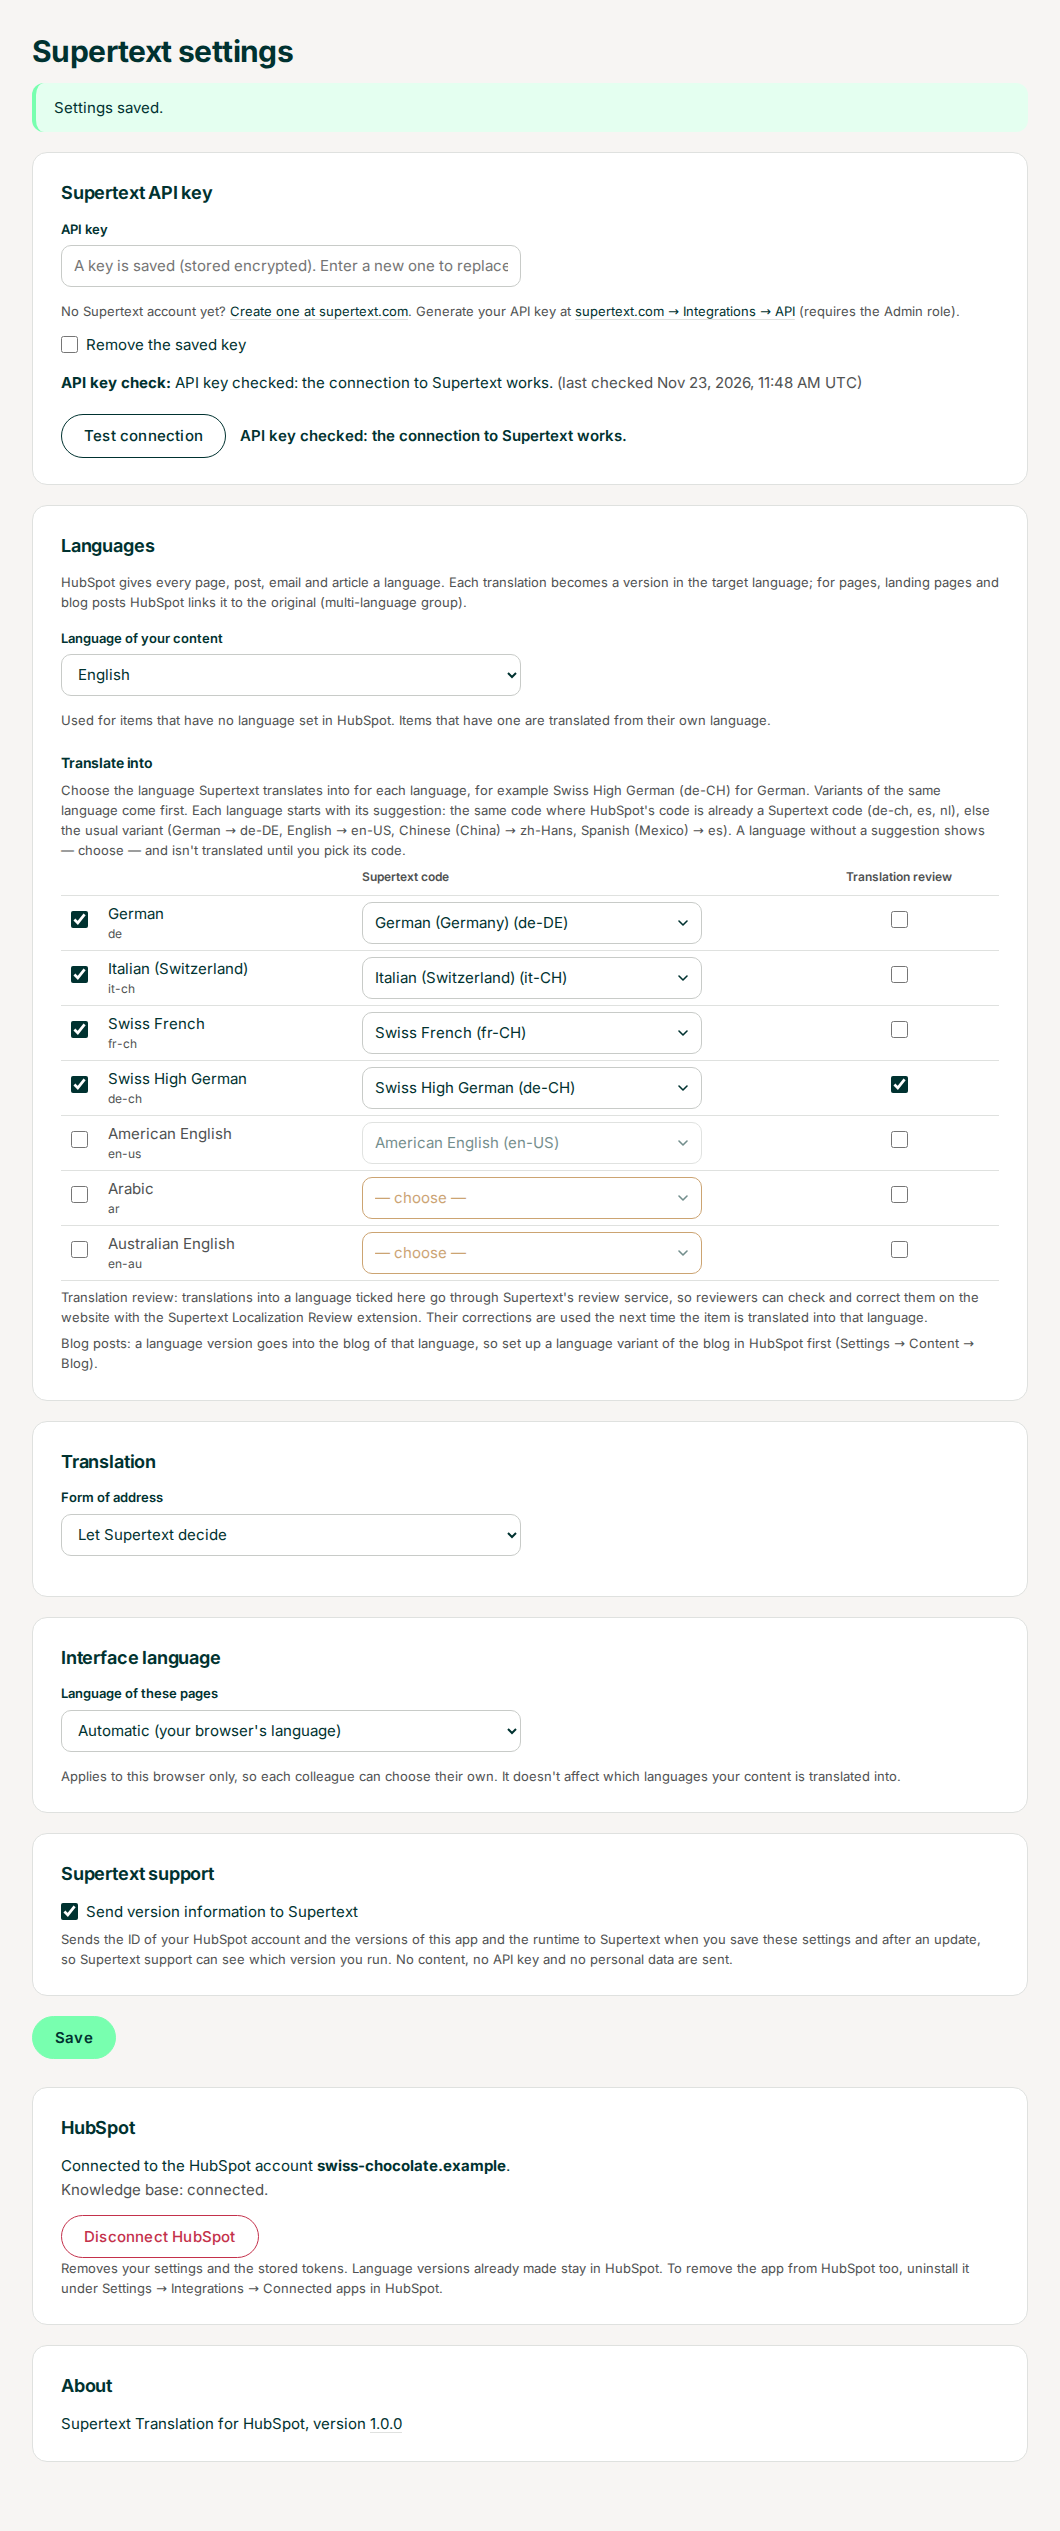 Supertext settings
Settings saved.
Supertext API key
API key
A key is saved (stored encrypted). Enter a new one to replace
No Supertext account yet? Create one at supertext.com. Generate your API key at supertext.com → Integrations → API (requires the Admin role).
Remove the saved key
API key check: API key checked: the connection to Supertext works. (last checked Nov 23, 2026, 11:48 AM UTC)
Test connection API key checked: the connection to Supertext works.
Languages
HubSpot gives every page, post, email and article a language. Each translation becomes a version in the target language; for pages, landing pages and
blog posts HubSpot links it to the original (multi-language group).
Language of your content
English
Used for items that have no language set in HubSpot. Items that have one are translated from their own language.
Translate into
Choose the language Supertext translates into for each language, for example Swiss High German (de-CH) for German. Variants of the same
language come first. Each language starts with its suggestion: the same code where HubSpot's code is already a Supertext code (de-ch, es, nl), else
the usual variant (German → de-DE, English → en-US, Chinese (China) → zh-Hans, Spanish (Mexico) → es). A language without a suggestion shows
— choose — and isn't translated until you pick its code.
Supertext code Translation review
German German (Germany) (de-DE)
de
Italian (Switzerland) Italian (Switzerland) (it-CH)
it-ch
Swiss French Swiss French (fr-CH)
fr-ch
Swiss High German Swiss High German (de-CH)
de-ch
American English American English (en-US)
en-us
Arabic — choose —
ar
Australian English — choose —
en-au
Translation review: translations into a language ticked here go through Supertext's review service, so reviewers can check and correct them on the
website with the Supertext Localization Review extension. Their corrections are used the next time the item is translated into that language.
Blog posts: a language version goes into the blog of that language, so set up a language variant of the blog in HubSpot first (Settings → Content →
Blog).
Translation
Form of address
Let Supertext decide
Interface language
Language of these pages
Automatic (your browser's language)
Applies to this browser only, so each colleague can choose their own. It doesn't affect which languages your content is translated into.
Supertext support
Send version information to Supertext
Sends the ID of your HubSpot account and the versions of this app and the runtime to Supertext when you save these settings and after an update,
so Supertext support can see which version you run. No content, no API key and no personal data are sent.
Save
HubSpot
Connected to the HubSpot account swiss-chocolate.example.
Knowledge base: connected.
Disconnect HubSpot
Removes your settings and the stored tokens. Language versions already made stay in HubSpot. To remove the app from HubSpot too, uninstall it
under Settings → Integrations → Connected apps in HubSpot.
About
Supertext Translation for HubSpot, version 1.0.0